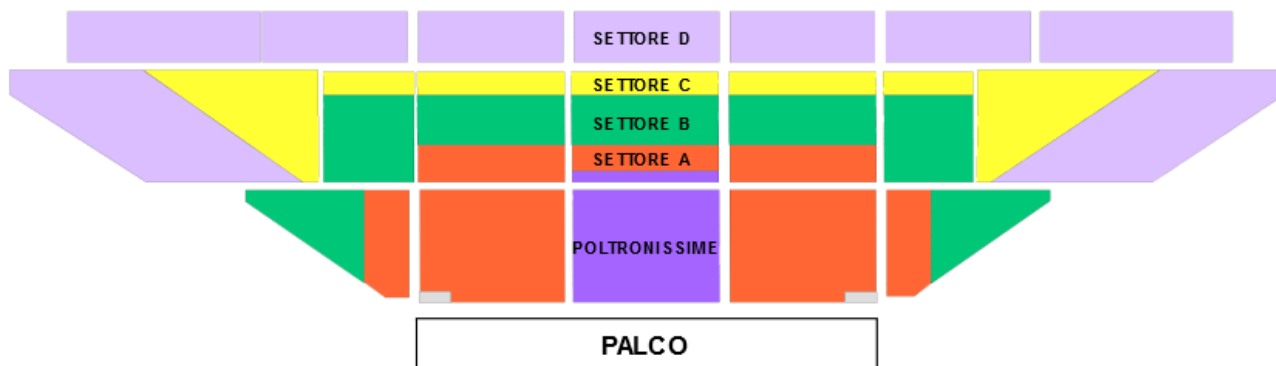 SETTORE D
SETTORE C
SETTORE B
SETTORE A
POLTRONISSIME
PALCO